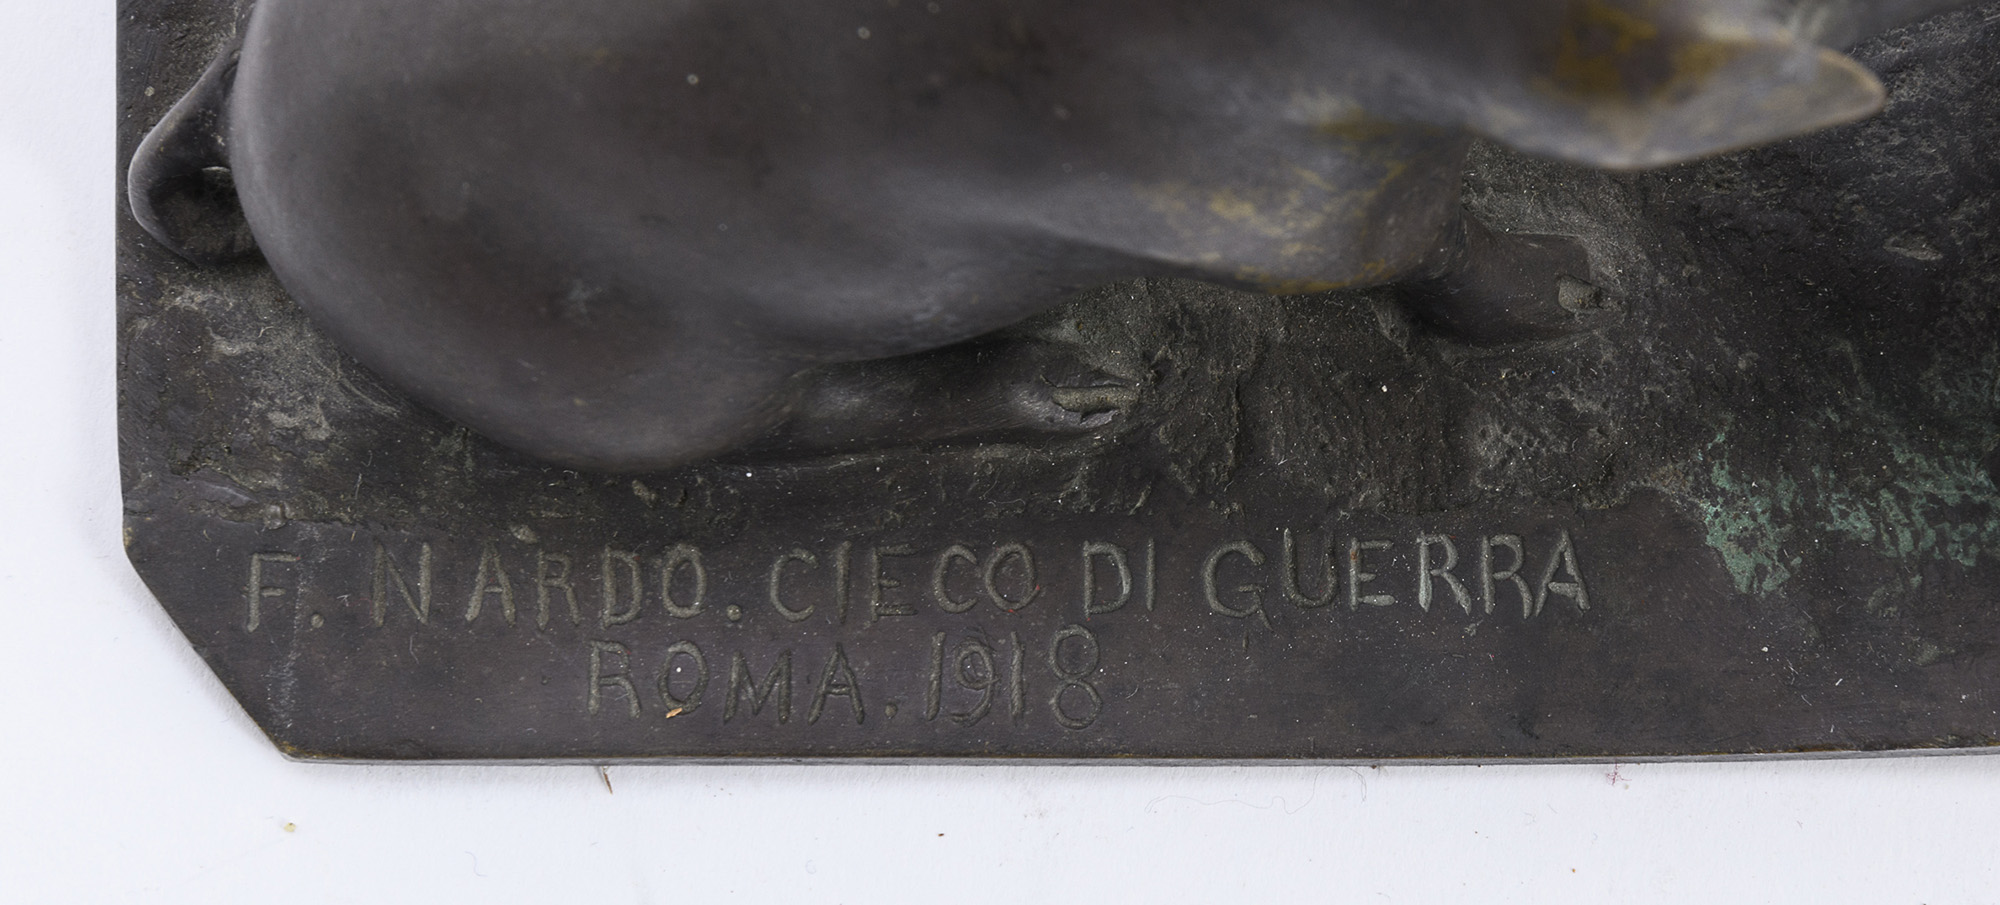 F. NARDO. CIECO DI GUERRA
ROMA. 1918